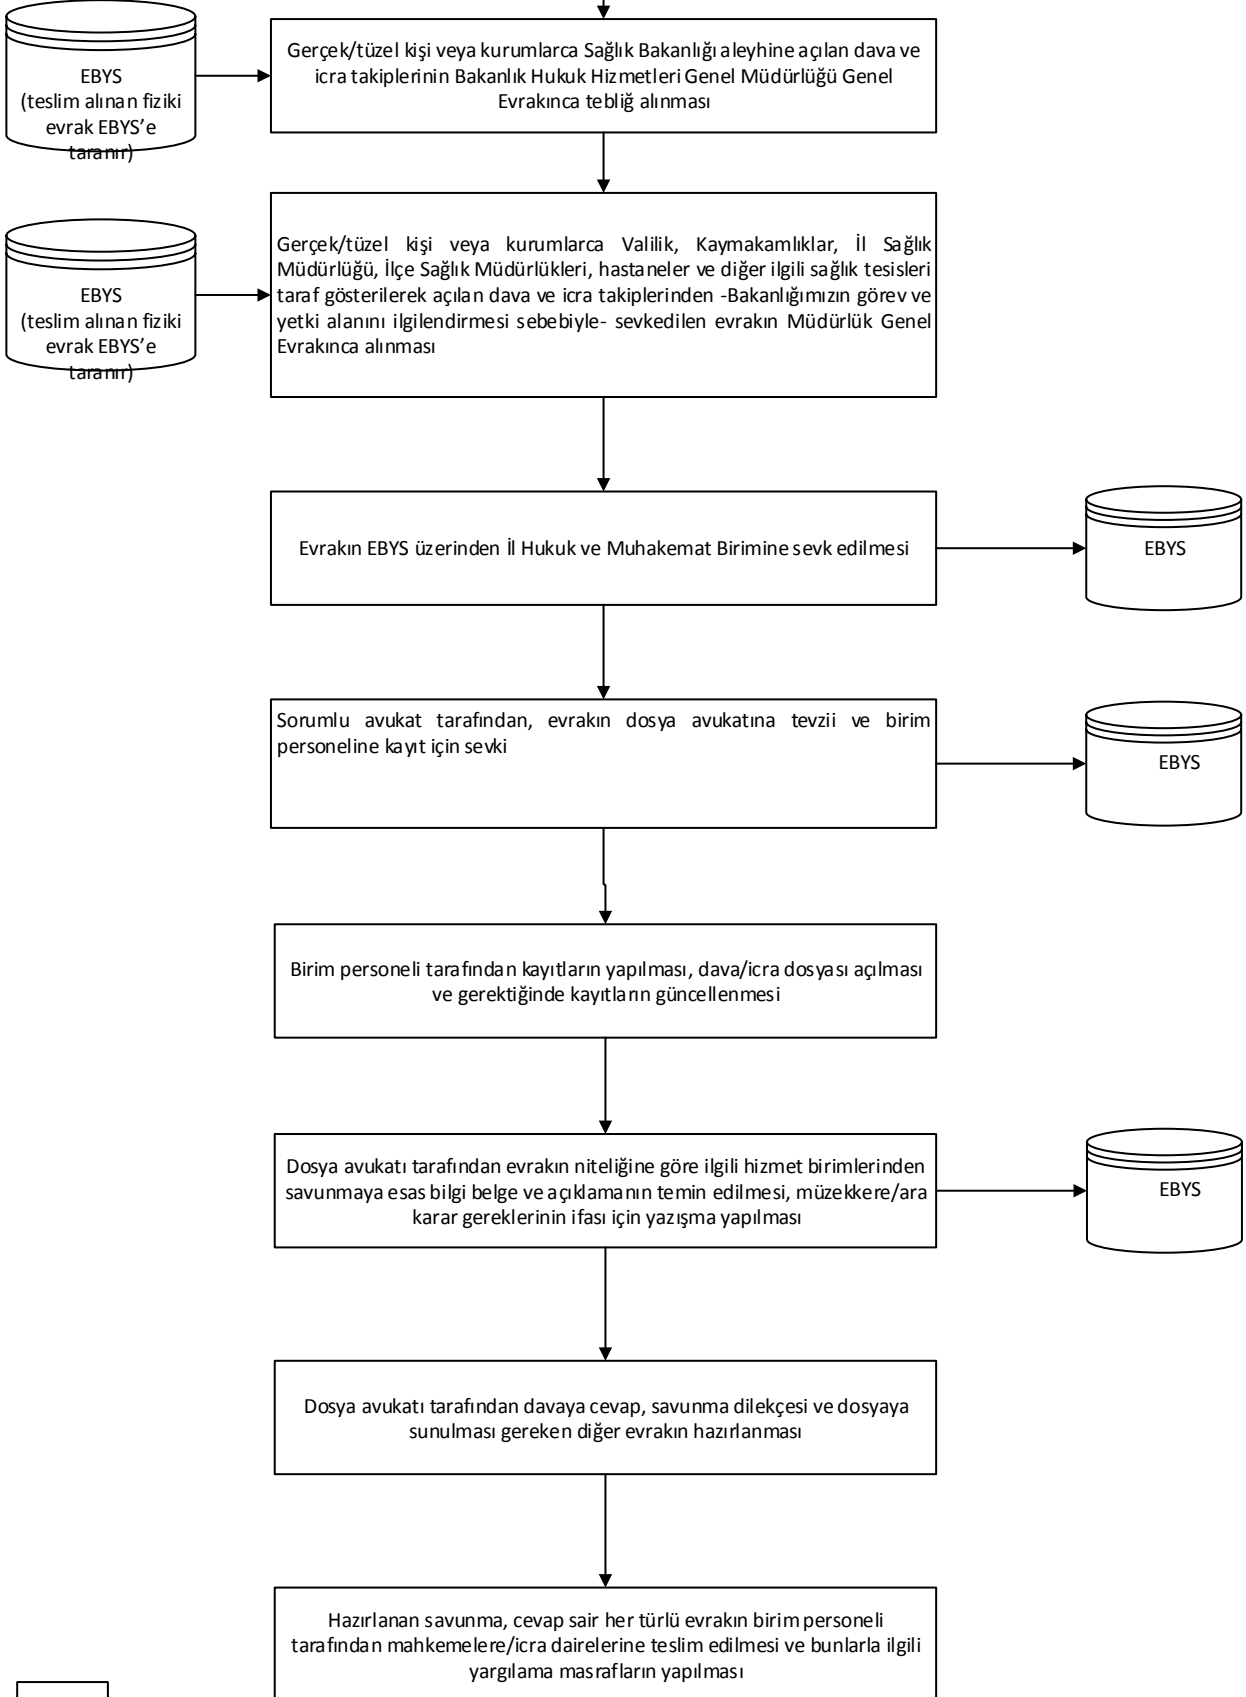 EBYS
(teslim alınan fiziki
evrak EBYS’e
taranır)
Gerçek/tüzel kişi veya kurumlarca Sağlık Bakanlığı aleyhine açılan dava ve
icra takiplerinin Bakanlık Hukuk Hizmetleri Genel Müdürlüğü Genel
Evrakınca tebliğ alınması
EBYS
(teslim alınan fiziki
evrak EBYS’e
taranır)
Gerçek/tüzel kişi veya kurumlarca Valilik, Kaymakamlıklar, İl Sağlık
Müdürlüğü, İlçe Sağlık Müdürlükleri, hastaneler ve diğer ilgili sağlık tesisleri
taraf gösterilerek açılan dava ve icra takiplerinden -Bakanlığımızın görev ve
yetki alanını ilgilendirmesi sebebiyle- sevkedilen evrakın Müdürlük Genel
Evrakınca alınması
Evrakın EBYS üzerinden İl Hukuk ve Muhakemat Birimine sevk edilmesi
EBYS
Sorumlu avukat tarafından, evrakın dosya avukatına tevzii ve birim
personeline kayıt için sevki
EBYS
Birim personeli tarafından kayıtların yapılması, dava/icra dosyası açılması
ve gerektiğinde kayıtların güncellenmesi
Dosya avukatı tarafından evrakın niteliğine göre ilgili hizmet birimlerinden
savunmaya esas bilgi belge ve açıklamanın temin edilmesi, müzekkere/ara
karar gereklerinin ifası için yazışma yapılması
EBYS
Dosya avukatı tarafından davaya cevap, savunma dilekçesi ve dosyaya
sunulması gereken diğer evrakın hazırlanması
Hazırlanan savunma, cevap sair her türlü evrakın birim personeli
tarafından mahkemelere/icra dairelerine teslim edilmesi ve bunlarla ilgili
yargılama masrafların yapılması